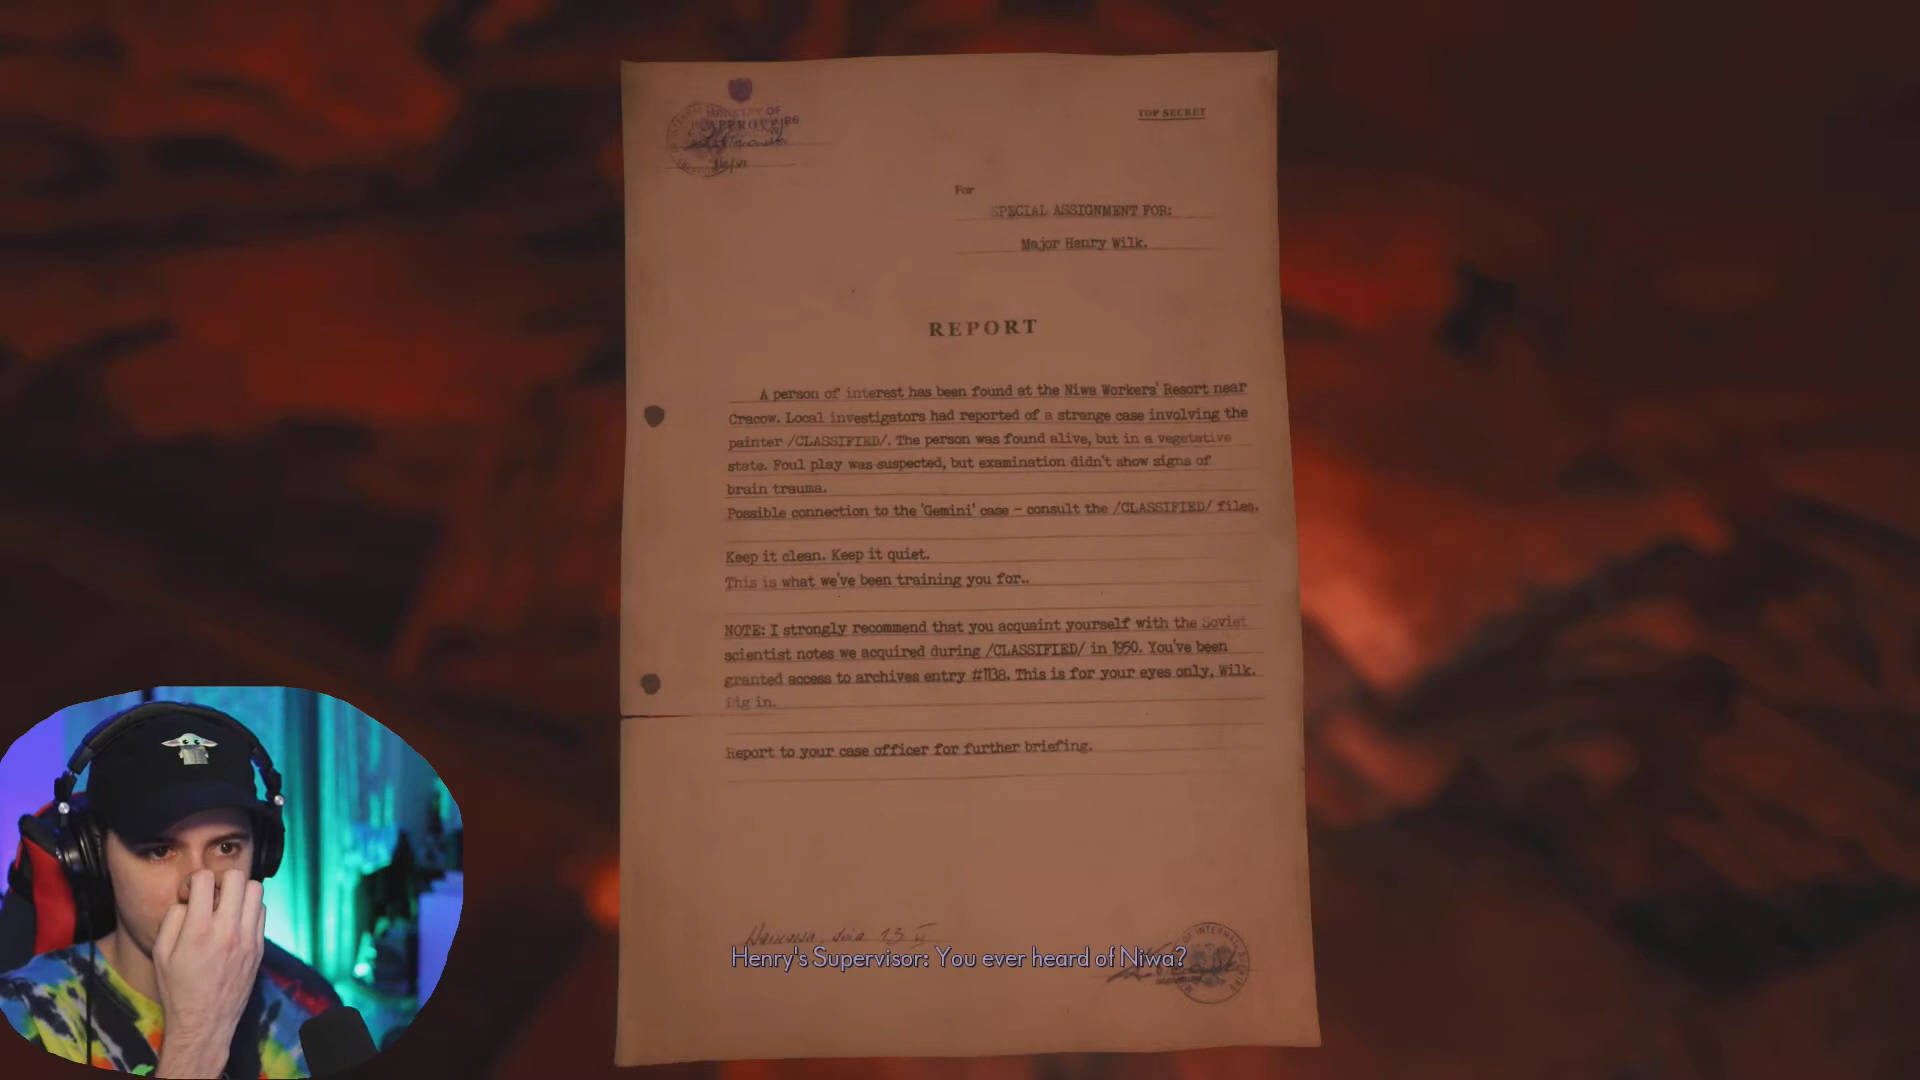 MINISTRY OF
TOP SECRET
For
SPECIAL ASSIGNMENT FOR:
Major Henry Wilk.
REPORT
A person of interest has been found at the Niwa Workers' Resort near
Cracow. Local investigators had reported of a strange case involving the
painter /CLASSIFIED/. The person was found alive, but in a vegetative
state. Foul play was suspected, but examination didn't show signs of
brain trauma.
Possible connection to the 'Gemini' case - consult the /CLASSIFIED/ files.
Keep it clean. Keep it quiet.
This is what we've been training you for..
NOTE: I strongly recommend that you acquaint yourself with the Soviet
scientist notes we acquired during /CLASSIFIED/ in 1950. You've been
granted access to archives entry #1138. This is for your eyes only, Wilk.
Dig in.
Report to your case officer for further briefing.
dnia 13
OF INTERNAL
Henry's Supervisor: You ever heard of Niwa?